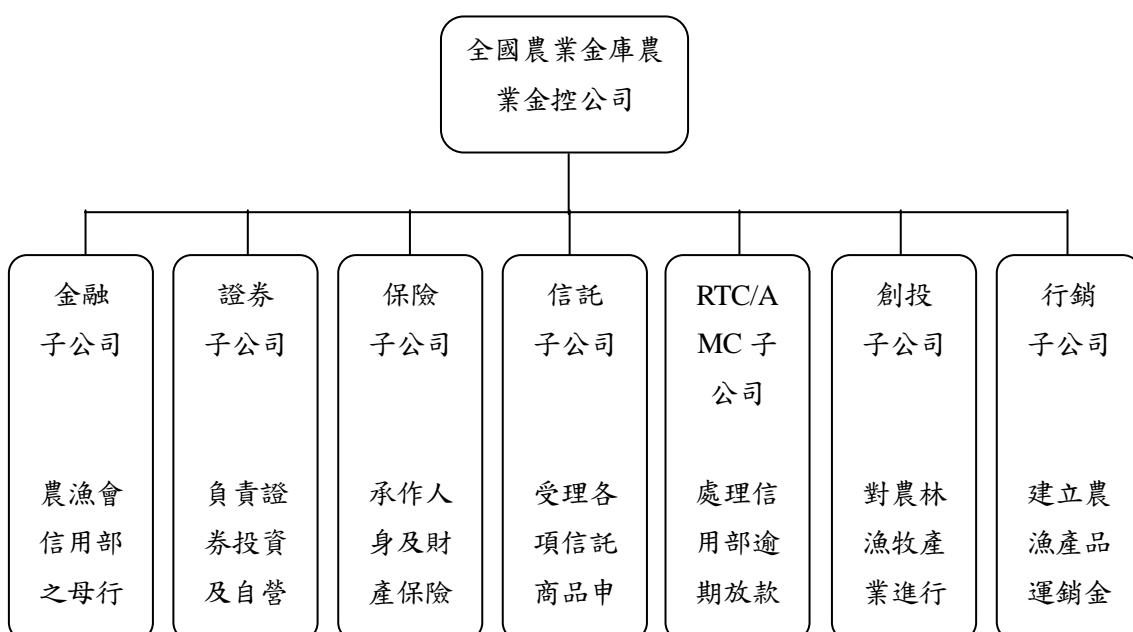 全國農業金庫農
業金控公司
金融
子公司
農漁會
信用部
之母行
證券
子公司
負責證
券投資
及自營
保險
子公司
承作人
身及財
產保險
信託
子公司
受理各
項信託
商品申
RTC/A
MC 子
公司
處理信
用部逾
期放款
創投
子公司
對農林
漁牧產
業進行
行銷
子公司
建立農
漁產品
運銷金